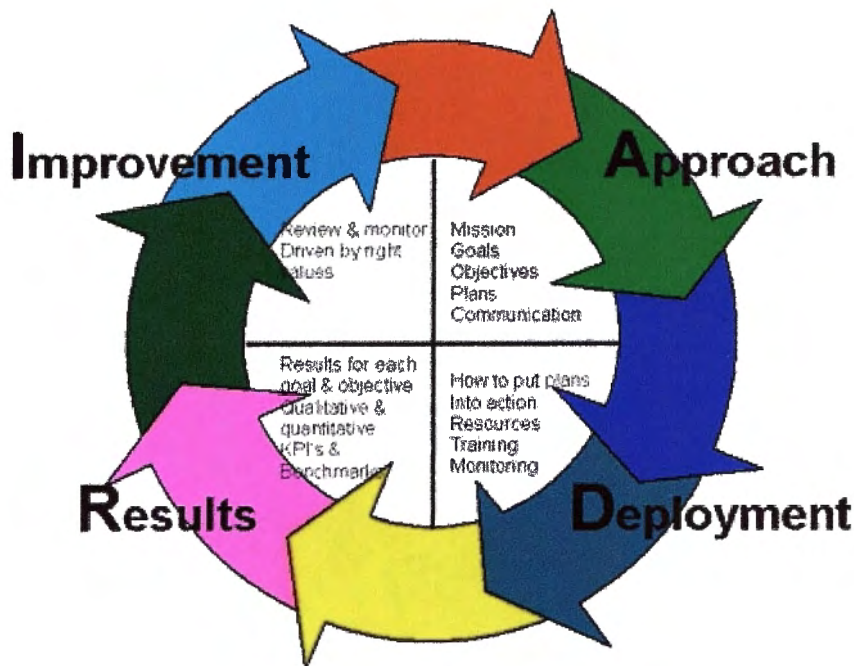 Improvement
Approach
Review & monitor
Driven by right
values
Mission
Goals
Objectives
Plans
Communication
Results for each
goal & objective
Qualitative &
quantitative
KPI's &
Benchmarke
How to put plans
Into action
Resources
Training
Monitoring
Results
Deployment